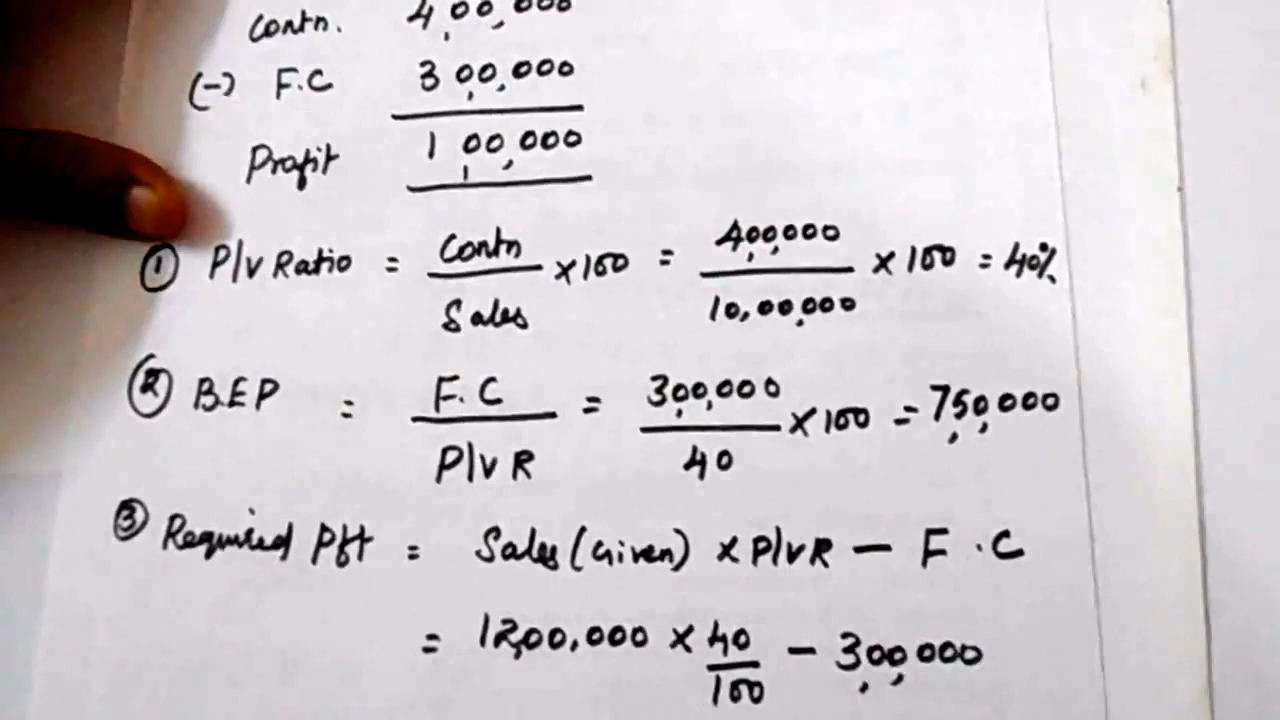 Contn. 4,00,000
(-) F.C 3,00,000
Profit 1,00,000
① P/V Ratio = Contn / Sales × 100 = 4,00,000 / 10,00,000 × 100 = 40%
② B.E.P = F.C / P/V R = 3,00,000 / 40 × 100 = 7,50,000
③ Required Pft = Sales (Given) × P/V R — F.C
= 12,00,000 × 40 / 100 — 3,00,000